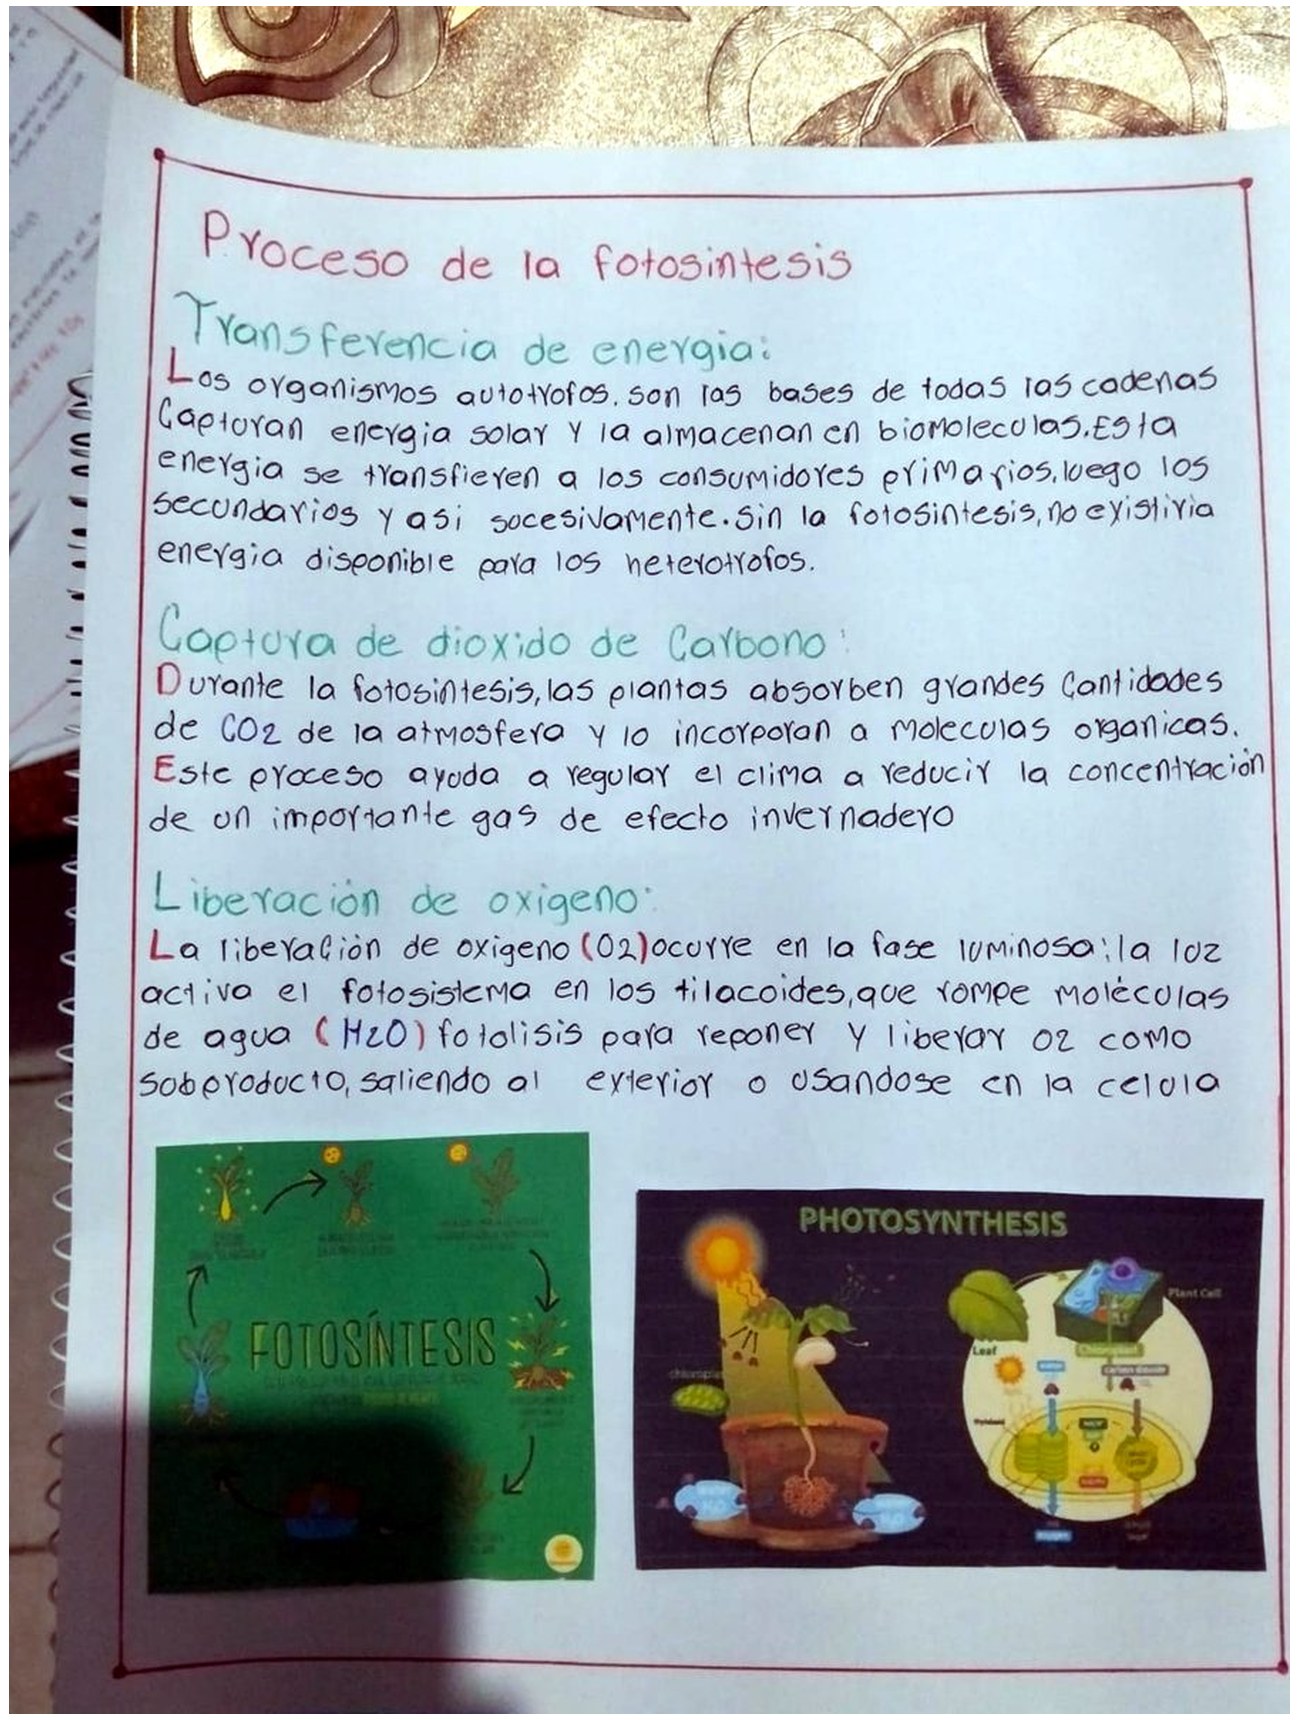 Proceso de la fotosintesis
Transferencia de energia:
Los organismos autotrofos. son las bases de todas las cadenas
Capturan energia solar y la almacenan en biomoleculas. Esta
energia se transfieren a los consumidores primarios, luego los
secundarios y asi sucesivamente. Sin la fotosintesis, no existiria
energia disponible para los heterotrofos.
Captura de dioxido de Carbono:
Durante la fotosintesis, las plantas absorben grandes Cantidades
de CO2 de la atmosfera y lo incorporan a moleculas organicas.
Este proceso ayuda a regular el clima a reducir la concentración
de un importante gas de efecto invernadero
Liberación de oxigeno:
La liberación de oxigeno (O2) ocurre en la fase luminosa: la luz
activa el fotosistema en los tilacoides, que rompe moléculas
de agua (H2O) fotolisis para reponer y liberar O2 como
subproducto, saliendo al exterior o usandose en la celula
FOTOSÍNTESIS
PHOTOSYNTHESIS
Plant Cell
Leaf
Chloroplast
carbon dioxide